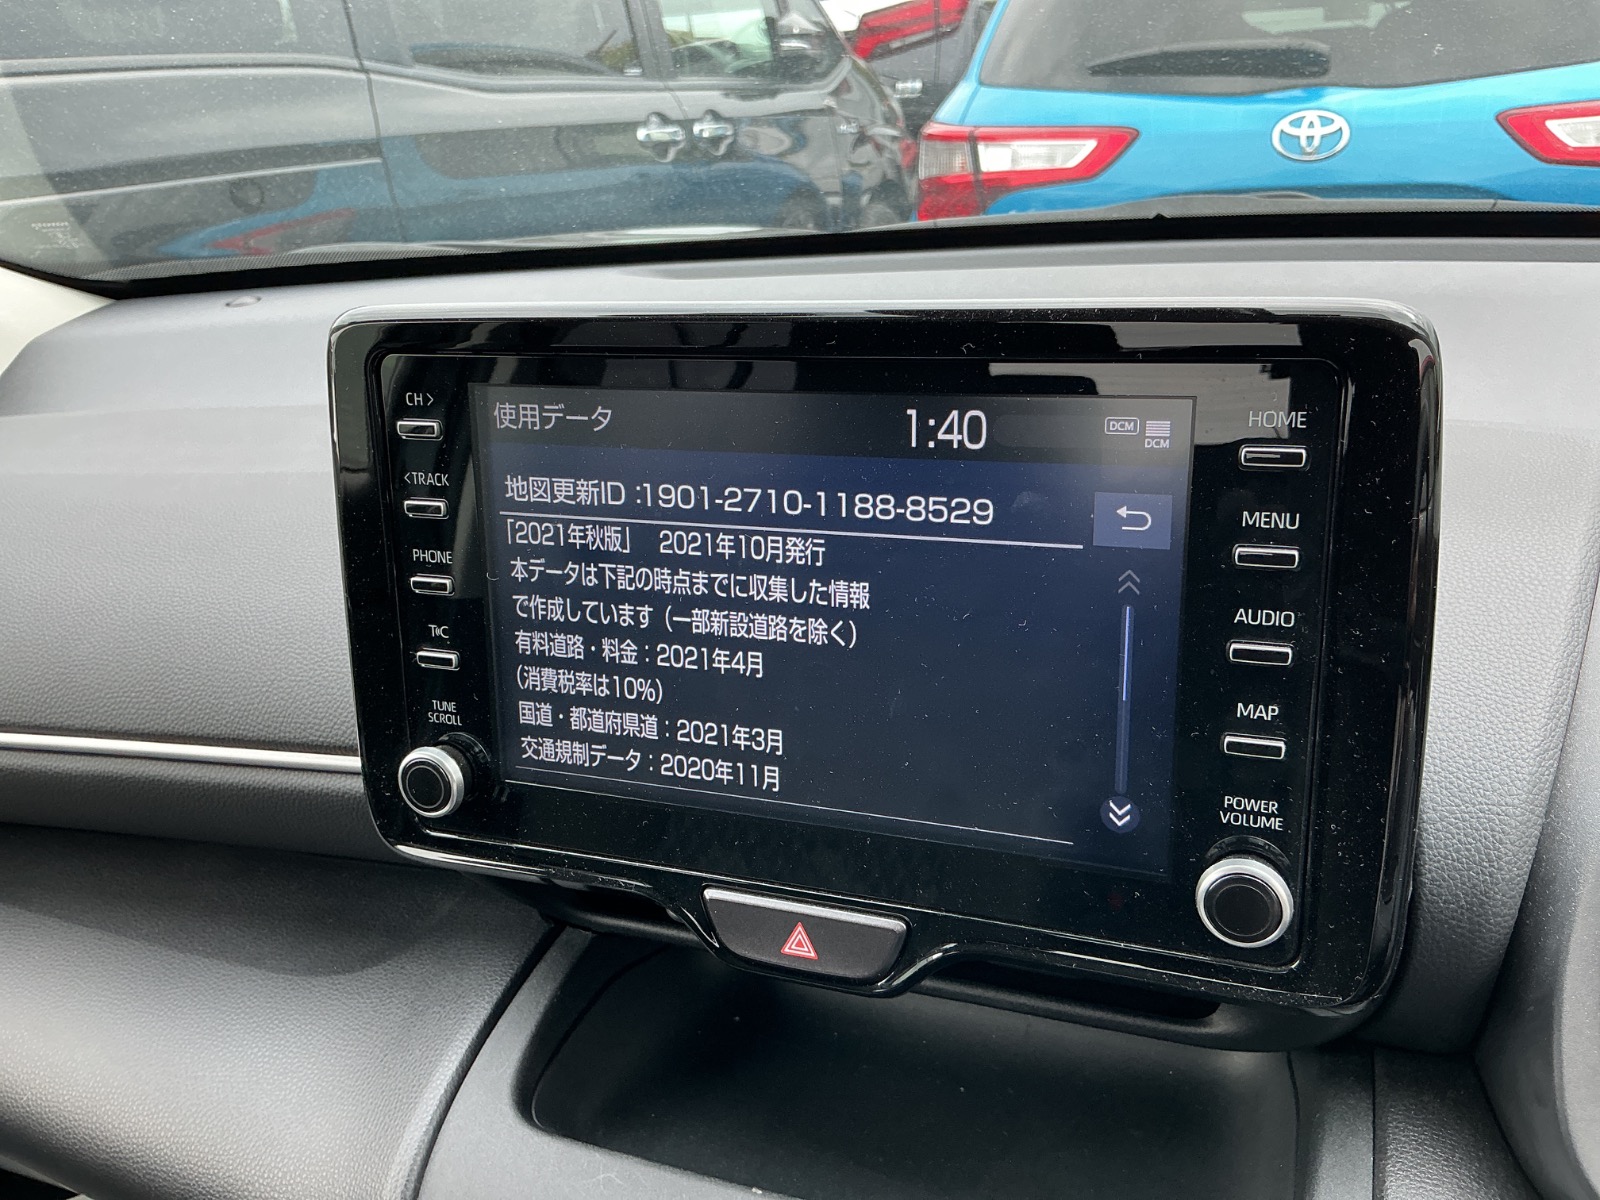 CH >
<TRACK
PHONE
T C
TUNE
SCROLL
使用データ
1:40
DCM
DCM
地図更新ID :1901-2710-1188-8529
「2021年秋版」 2021年10月発行
本データは下記の時点までに収集した情報
で作成しています（一部新設道路を除く）
有料道路・料金：2021年4月
(消費税率は10%)
国道・都道府県道：2021年3月
交通規制データ：2020年11月
HOME
MENU
AUDIO
MAP
POWER
VOLUME